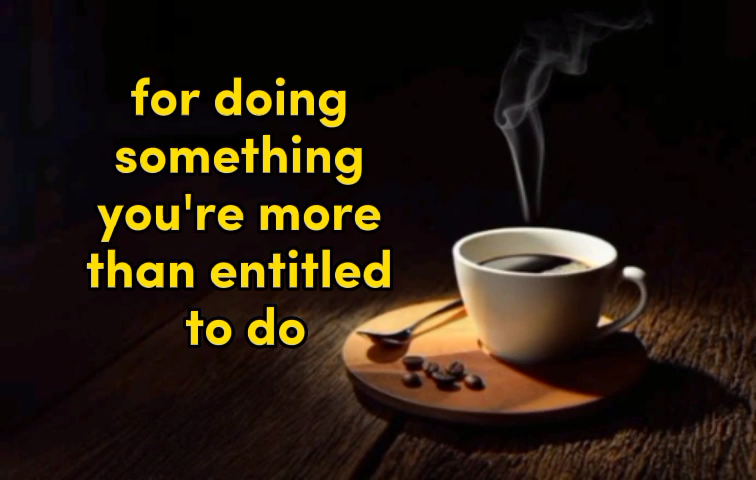 for doing
something
you're more
than entitled
to do